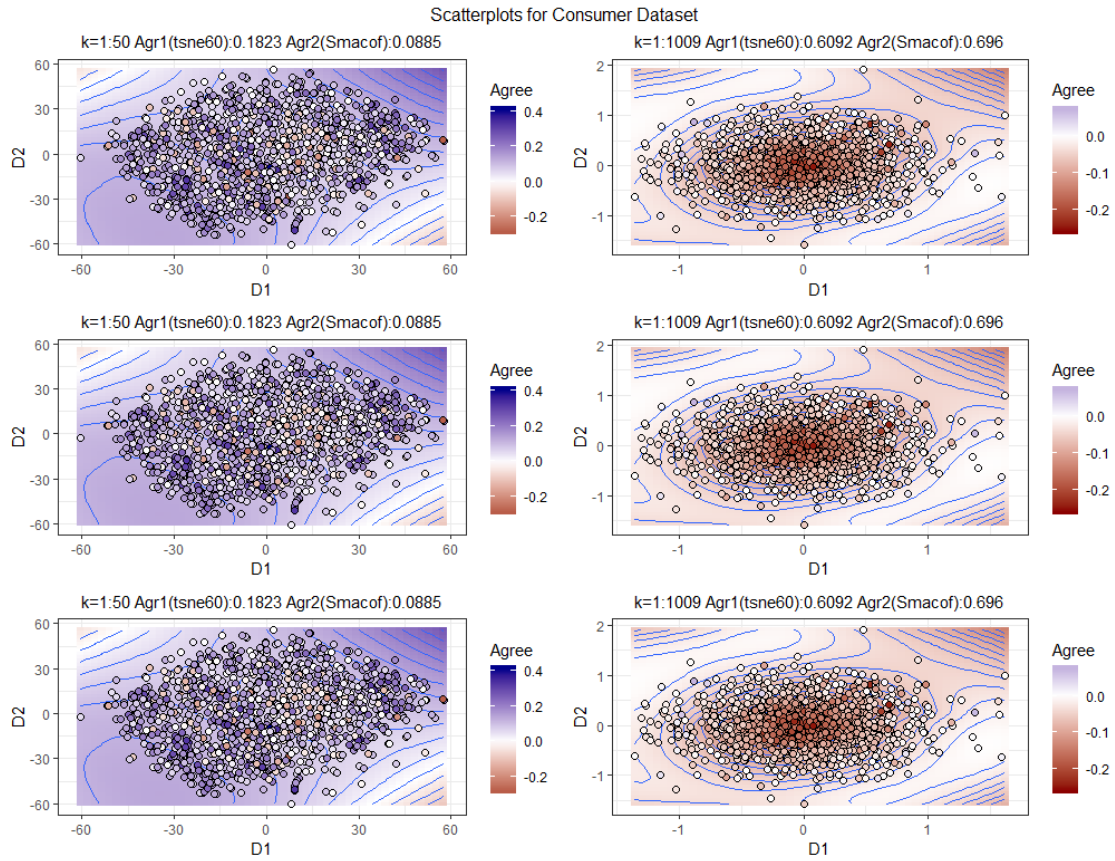 Scatterplots for Consumer Dataset
k=1:50 Agr1(tsne60):0.1823 Agr2(Smacof):0.0885
60
30
0
-30
-60
D2
-60
-30
0
30
60
D1
Agree
0.4
0.2
0.0
-0.2
k=1:1009 Agr1(tsne60):0.6092 Agr2(Smacof):0.696
2
1
0
-1
D2
-1
0
1
D1
Agree
0.0
-0.1
-0.2
k=1:50 Agr1(tsne60):0.1823 Agr2(Smacof):0.0885
60
30
0
-30
-60
D2
-60
-30
0
30
60
D1
Agree
0.4
0.2
0.0
-0.2
k=1:1009 Agr1(tsne60):0.6092 Agr2(Smacof):0.696
2
1
0
-1
D2
-1
0
1
D1
Agree
0.0
-0.1
-0.2
k=1:50 Agr1(tsne60):0.1823 Agr2(Smacof):0.0885
60
30
0
-30
-60
D2
-60
-30
0
30
60
D1
Agree
0.4
0.2
0.0
-0.2
k=1:1009 Agr1(tsne60):0.6092 Agr2(Smacof):0.696
2
1
0
-1
D2
-1
0
1
D1
Agree
0.0
-0.1
-0.2